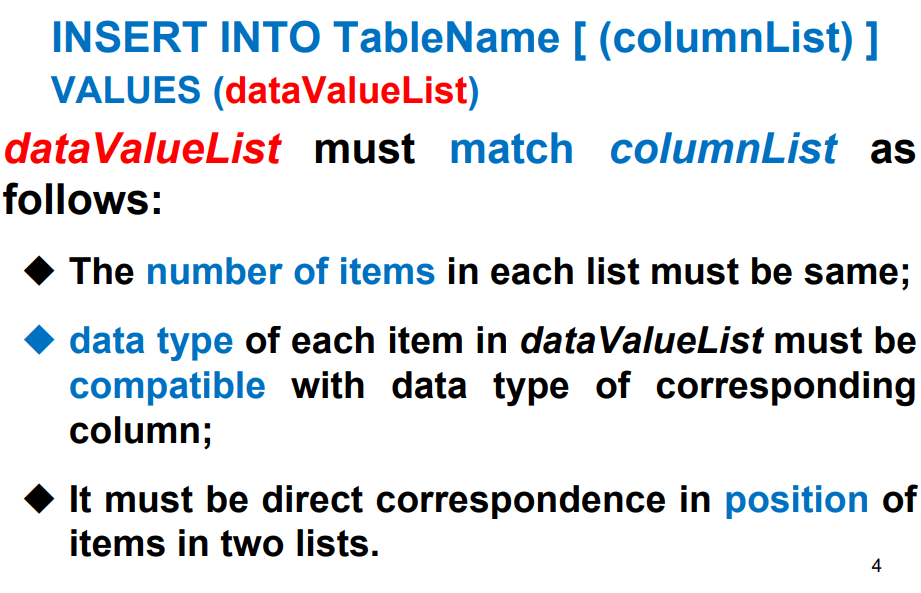 INSERT INTO TableName [ (columnList) ]
VALUES (dataValueList)
dataValueList must match columnList as
follows:
◆ The number of items in each list must be same;
◆ data type of each item in dataValueList must be
compatible with data type of corresponding
column;
◆ It must be direct correspondence in position of
items in two lists.
4